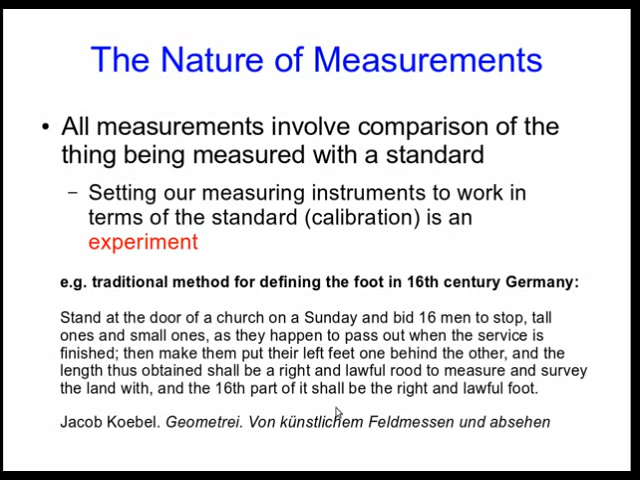 The Nature of Measurements
• All measurements involve comparison of the
thing being measured with a standard
– Setting our measuring instruments to work in
terms of the standard (calibration) is an
experiment
e.g. traditional method for defining the foot in 16th century Germany:
Stand at the door of a church on a Sunday and bid 16 men to stop, tall
ones and small ones, as they happen to pass out when the service is
finished; then make them put their left feet one behind the other, and the
length thus obtained shall be a right and lawful rood to measure and survey
the land with, and the 16th part of it shall be the right and lawful foot.
Jacob Koebel. Geometrei. Von künstlichem Feldmessen und absehen